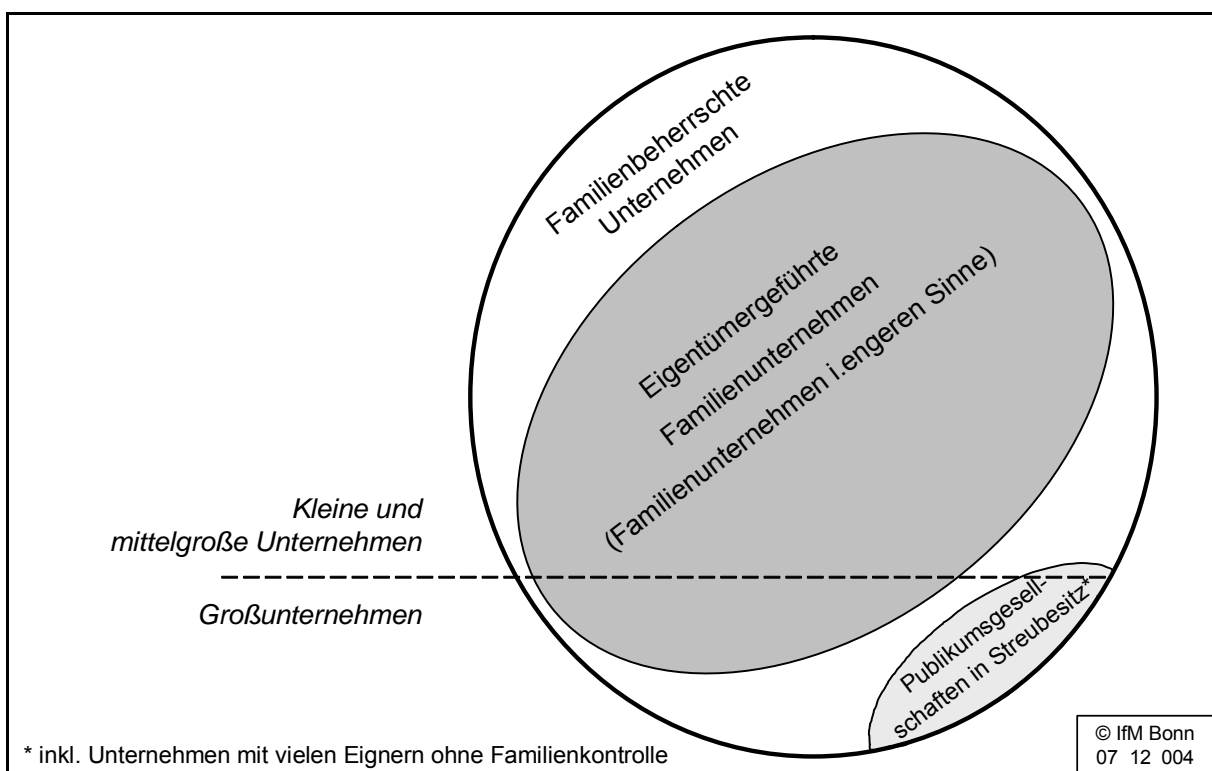 Familienbeherrschte
Unternehmen
Eigentümergeführte
Familienunternehmen
(Familienunternehmen i.engeren Sinne)
Kleine und
mittelgroße Unternehmen
Großunternehmen
Publikumsgesell-
schaften in Streubesitz*
* inkl. Unternehmen mit vielen Eignern ohne Familienkontrolle
© IfM Bonn
07 12 004